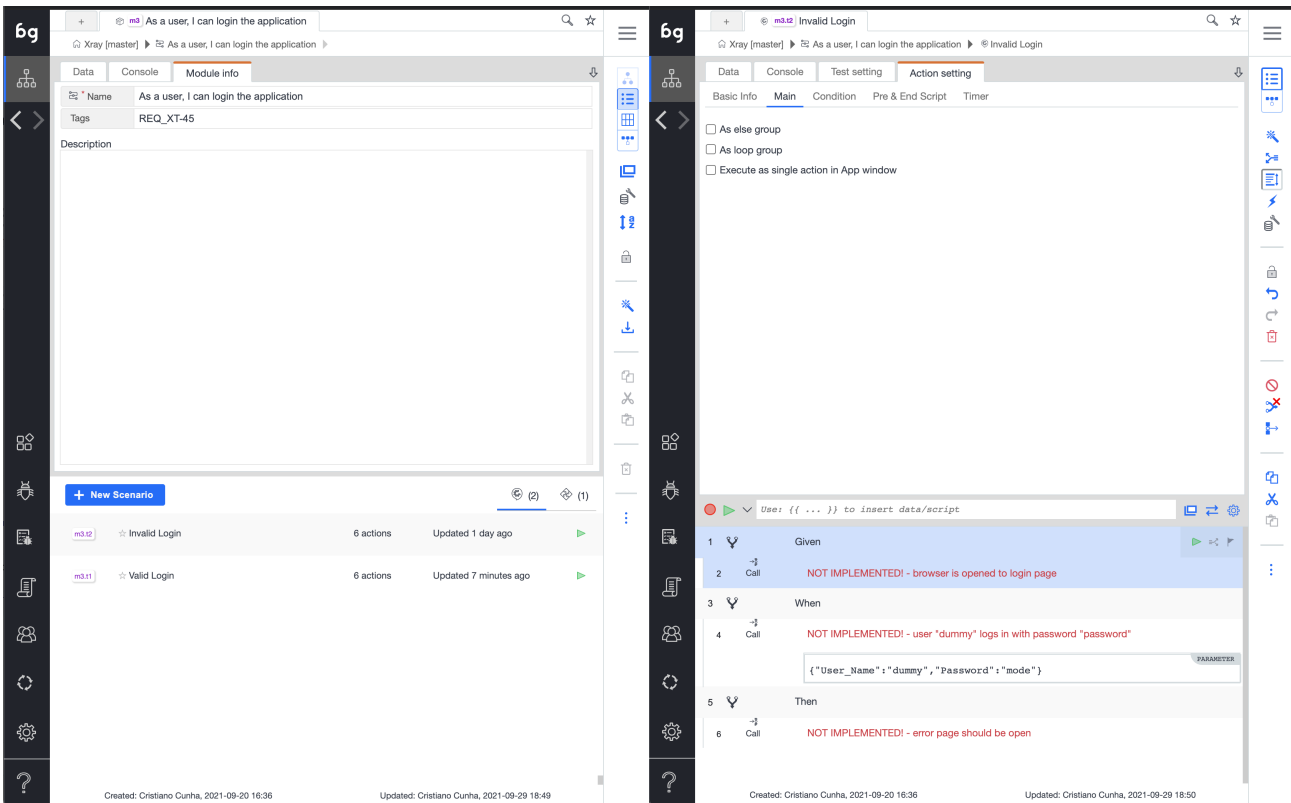 bg
+
m3 As a user, I can login the application
Xray [master] As a user, I can login the application
Data Console Module info
* Name As a user, I can login the application
Tags REQ_XT-45
Description
+ New Scenario
(2) (1)
m3.t2 Invalid Login 6 actions Updated 1 day ago
m3.t1 Valid Login 6 actions Updated 7 minutes ago
Created: Cristiano Cunha, 2021-09-20 16:36 Updated: Cristiano Cunha, 2021-09-29 18:49
bg
+
m3.t2 Invalid Login
Xray [master] As a user, I can login the application Invalid Login
Data Console Test setting Action setting
Basic Info Main Condition Pre & End Script Timer
As else group
As loop group
Execute as single action in App window
Use: {{ ... }} to insert data/script
1 Given
2 Call NOT IMPLEMENTED! - browser is opened to login page
3 When
4 Call NOT IMPLEMENTED! - user "dummy" logs in with password "password"
PARAMETER
{"User_Name":"dummy","Password":"mode"}
5 Then
6 Call NOT IMPLEMENTED! - error page should be open
Created: Cristiano Cunha, 2021-09-20 16:36 Updated: Cristiano Cunha, 2021-09-29 18:50